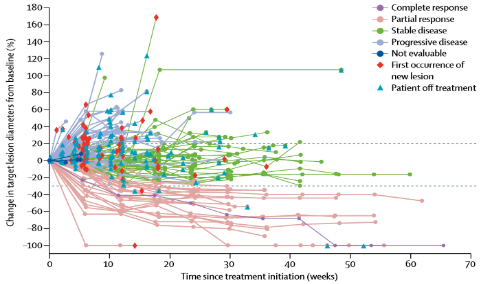 Change in target lesion diameters from baseline (%)
180
160
140
120
100
80
60
40
20
0
−20
−40
−60
−80
−100
0
10
20
30
40
50
60
70
Time since treatment initiation (weeks)
Complete response
Partial response
Stable disease
Progressive disease
Not evaluable
First occurrence of
new lesion
Patient off treatment